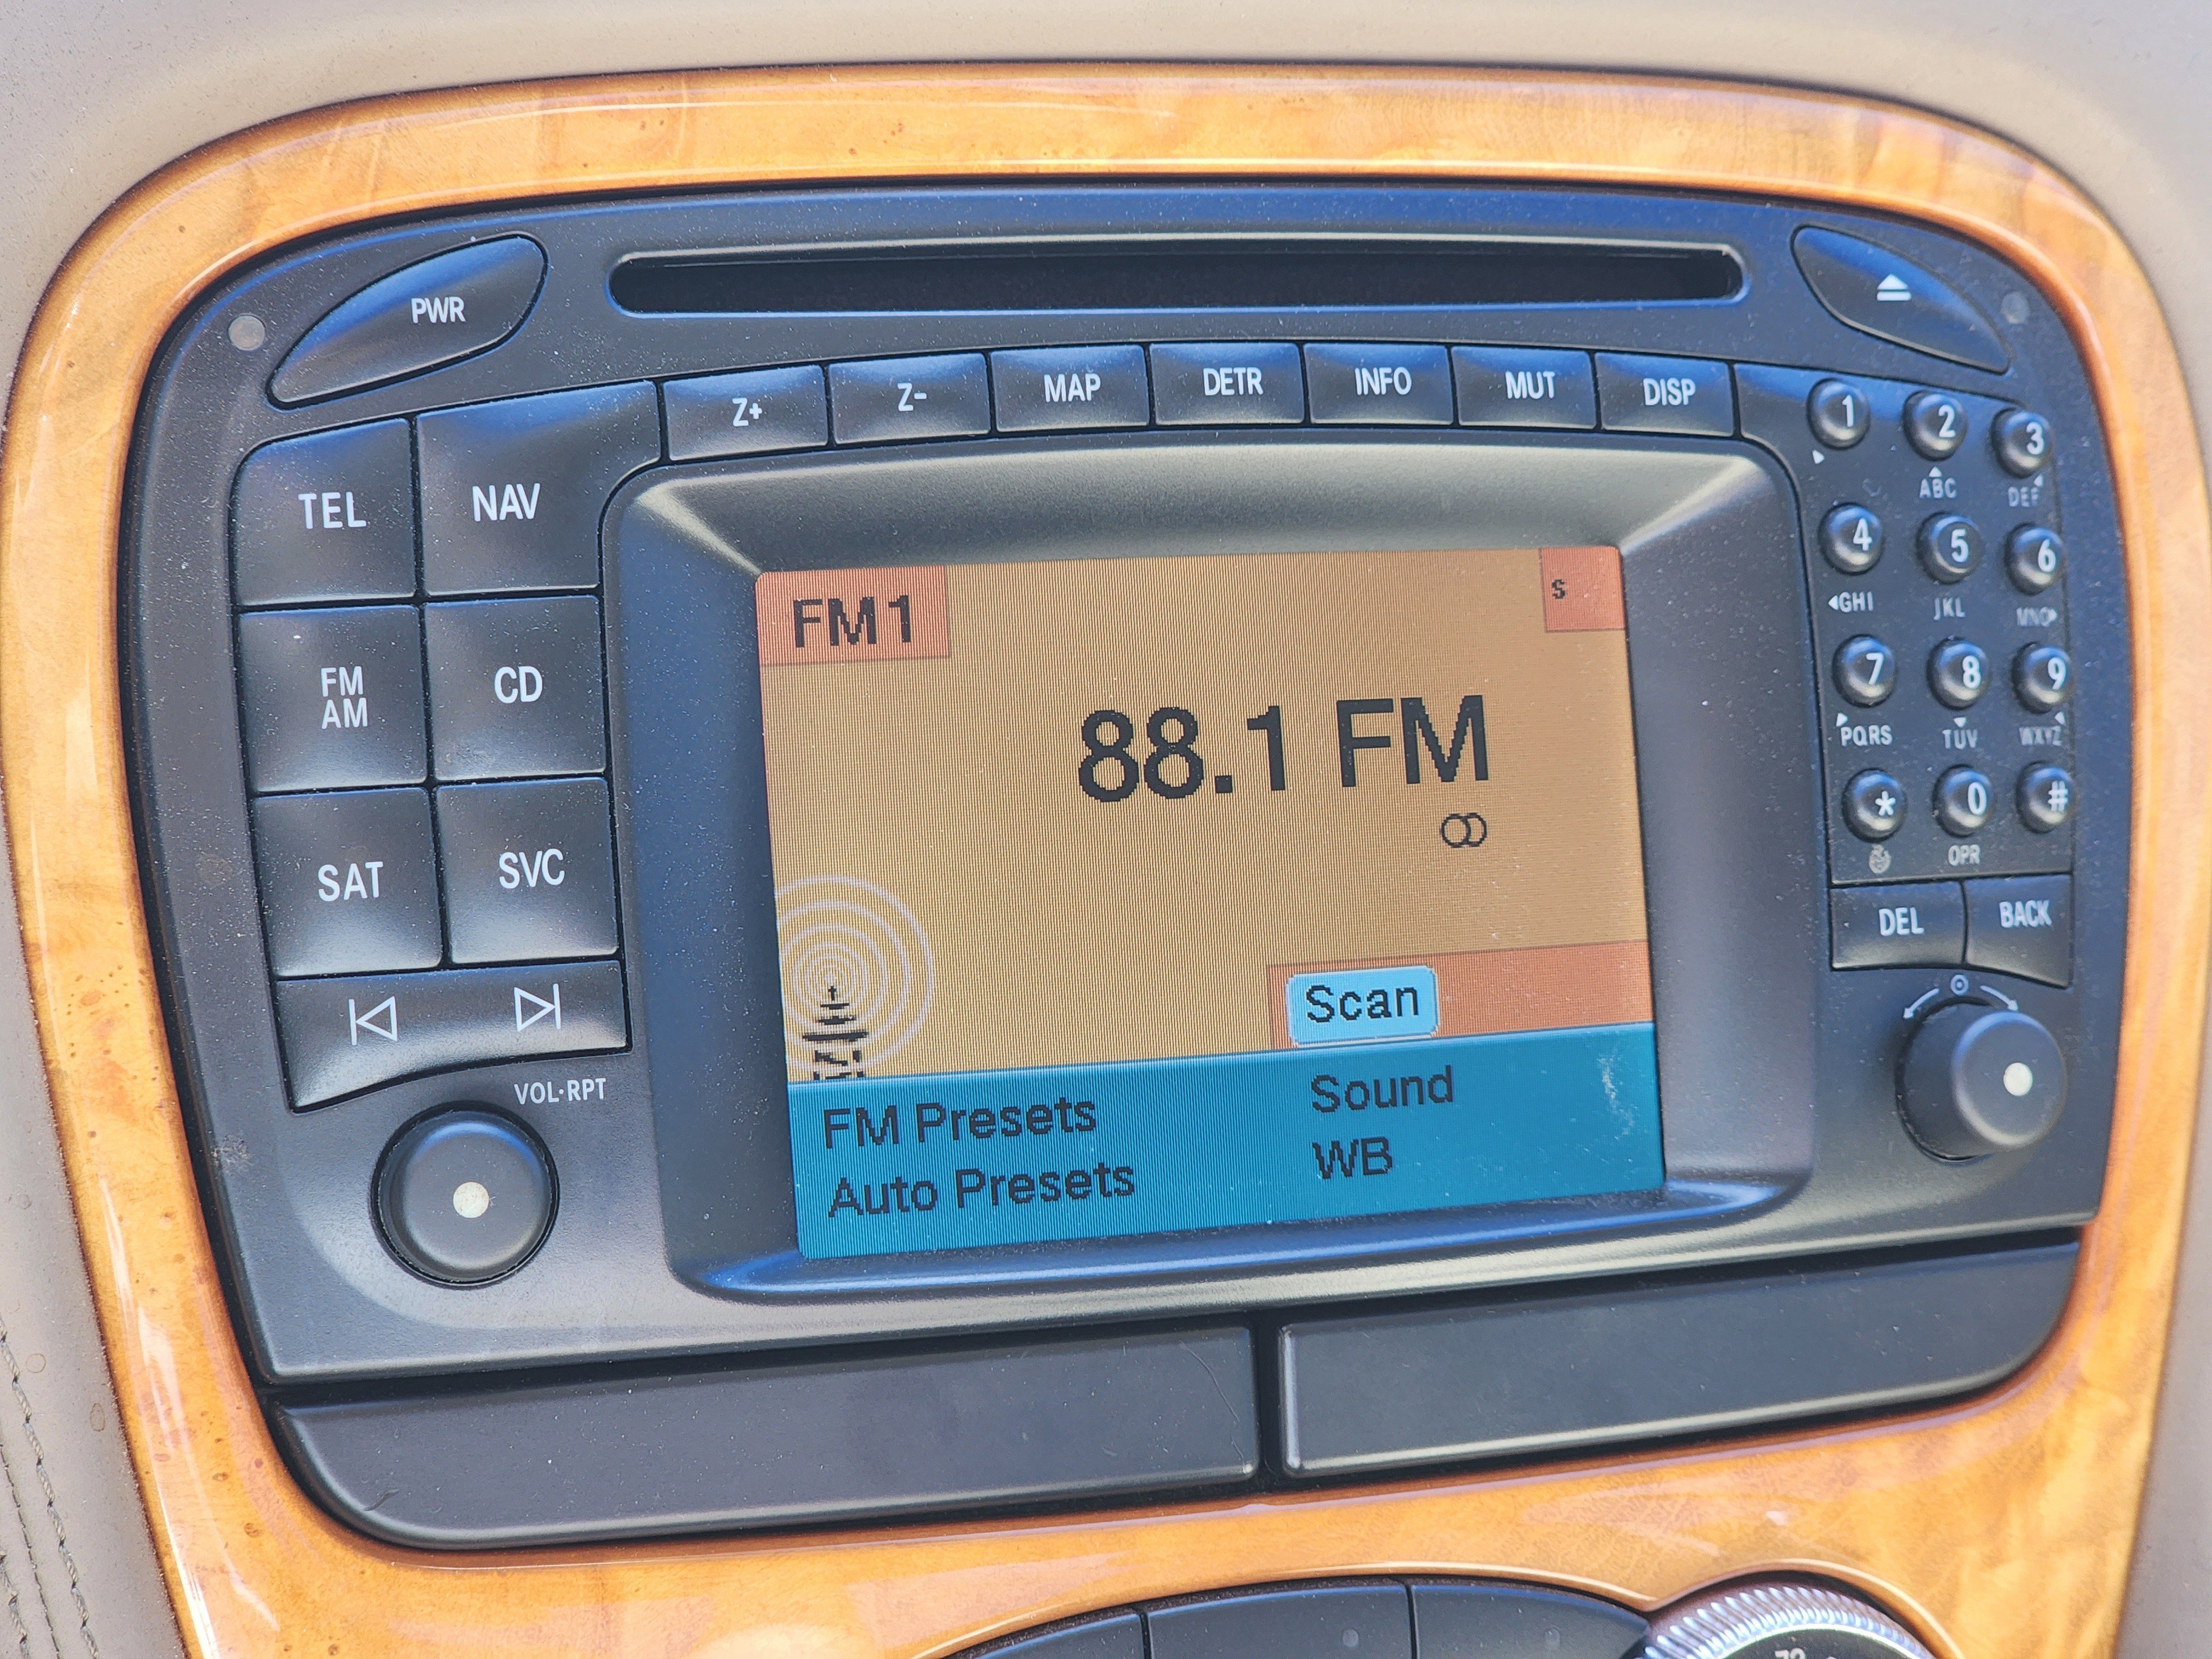 PWR
Z+ Z- MAP DETR INFO MUT DISP
TEL NAV
FM
AM
CD
SAT SVC
VOL·RPT
FM1
S
88.1 FM
Scan
FM Presets Sound
Auto Presets WB
1 2 3
ABC DEF
4 5 6
GHI JKL MNO
7 8 9
PQRS TUV WXYZ
* 0 #
OPR
DEL BACK